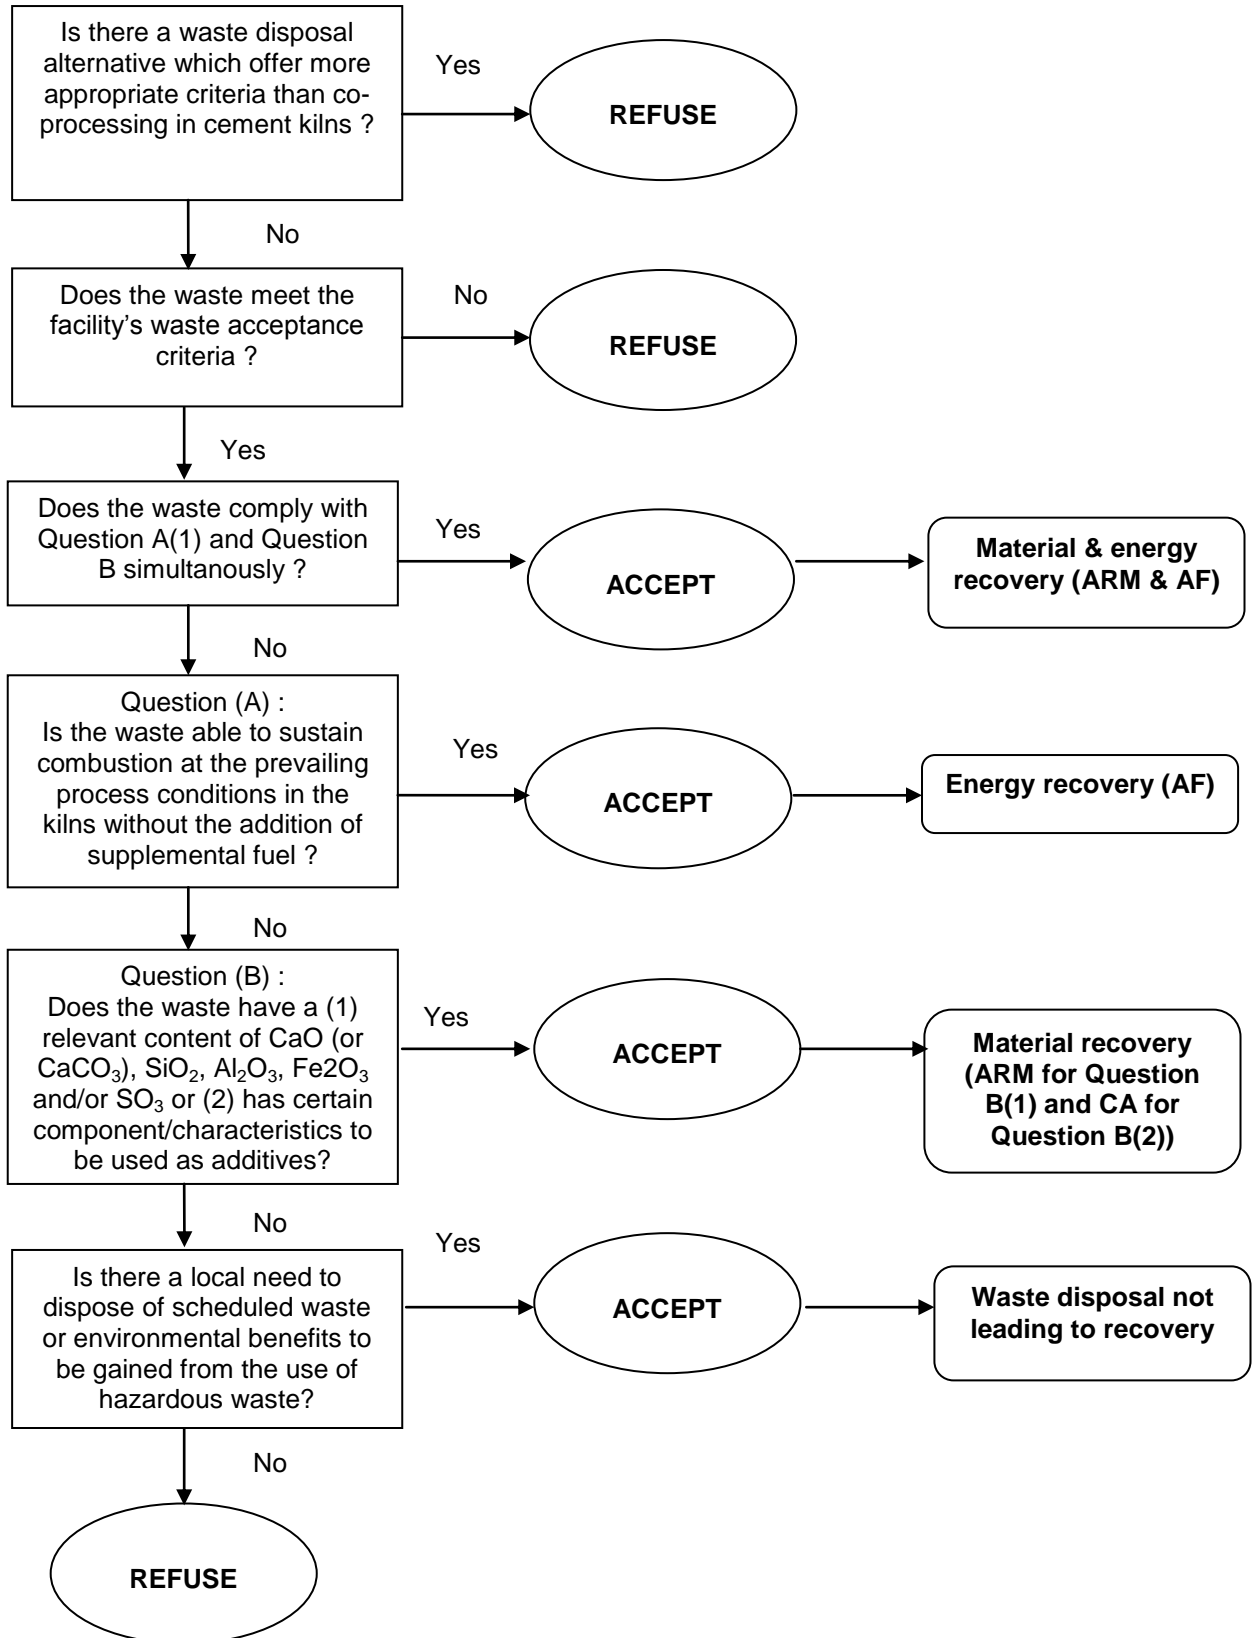 Is there a waste disposal
alternative which offer more
appropriate criteria than co-
processing in cement kilns ?
Yes
REFUSE
No
Does the waste meet the
facility’s waste acceptance
criteria ?
No
REFUSE
Yes
Does the waste comply with
Question A(1) and Question
B simultanously ?
Yes
ACCEPT
Material & energy
recovery (ARM & AF)
No
Question (A) :
Is the waste able to sustain
combustion at the prevailing
process conditions in the
kilns without the addition of
supplemental fuel ?
Yes
ACCEPT
Energy recovery (AF)
No
Question (B) :
Does the waste have a (1)
relevant content of CaO (or
CaCO₃), SiO₂, Al₂O₃, Fe2O₃
and/or SO₃ or (2) has certain
component/characteristics to
be used as additives?
Yes
ACCEPT
Material recovery
(ARM for Question
B(1) and CA for
Question B(2))
No
Is there a local need to
dispose of scheduled waste
or environmental benefits to
be gained from the use of
hazardous waste?
Yes
ACCEPT
Waste disposal not
leading to recovery
No
REFUSE